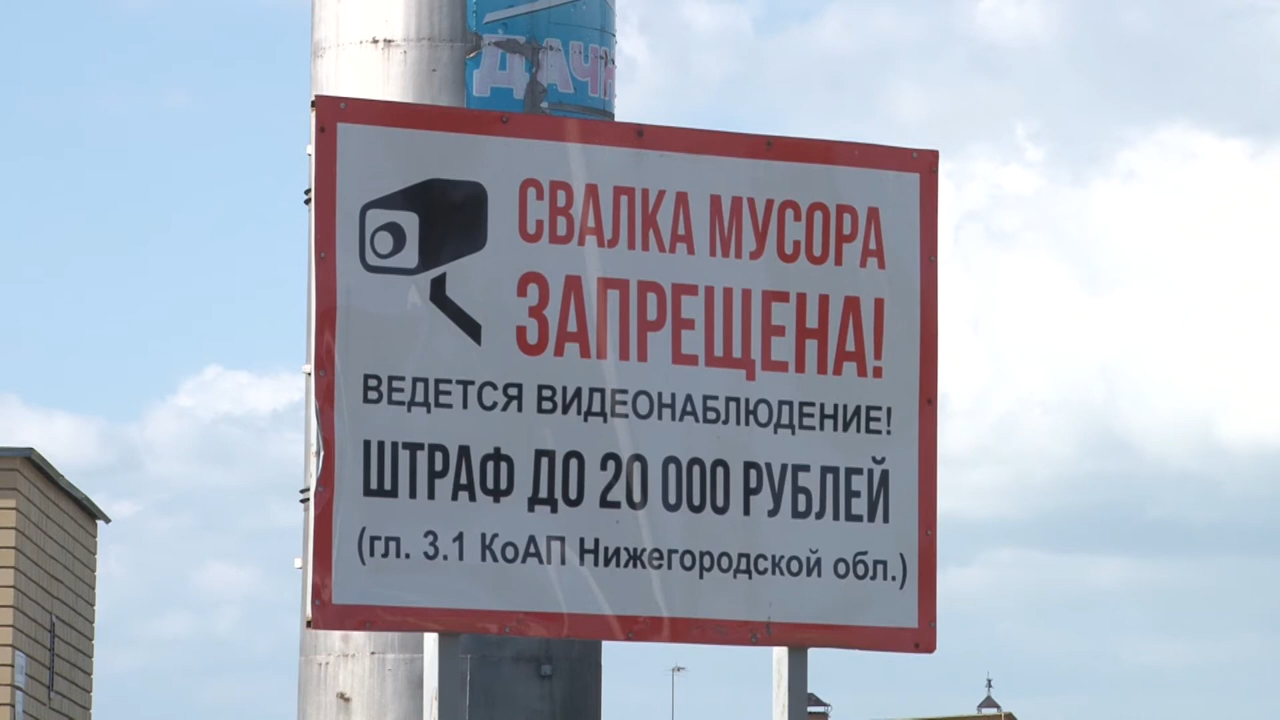 СВАЛКА МУСОРА
ЗАПРЕЩЕНА!
ВЕДЕТСЯ ВИДЕОНАБЛЮДЕНИЕ!
ШТРАФ ДО 20 000 РУБЛЕЙ
(гл. 3.1 КоАП Нижегородской обл.)